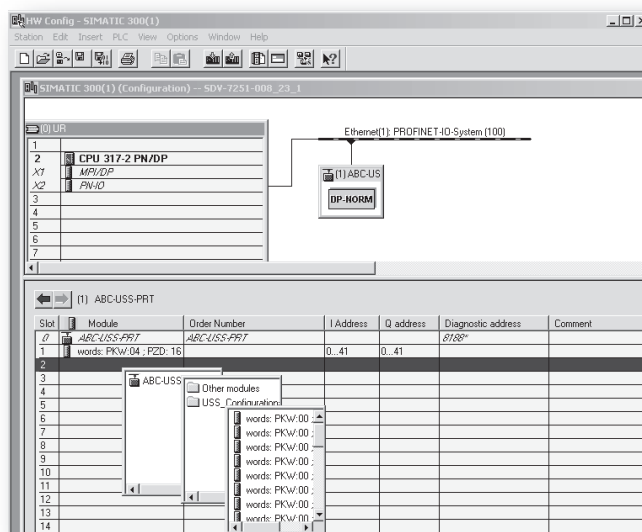 HW Config - SIMATIC 300(1)
Station Edit Insert PLC View Options Window Help
SIMATIC 300(1) (Configuration) -- SDV-7251-008_23_1
(0) UR
1
2 CPU 317-2 PN/DP
X1 MPI/DP
X2 PN-IO
3
4
5
6
7
Ethernet(1): PROFINET-IO-System (100)
(1) ABC-US
DP-NORM
(1) ABC-USS-PRT
Slot Module Order Number I Address Q address Diagnostic address Comment
0 ABC-USS-PRT ABC-USS-PRT 8188*
1 words: PKW:04 ; PZD: 16 0...41 0...41
2
3
4
5
6
7
8
9
10
11
12
13
14
ABC-USS
Other modules
USS_Configuration
words: PKW:00 ;
words: PKW:00 ;
words: PKW:00 ;
words: PKW:00 ;
words: PKW:00 ;
words: PKW:00 ;
words: PKW:00 ;
words: PKW:00 ;